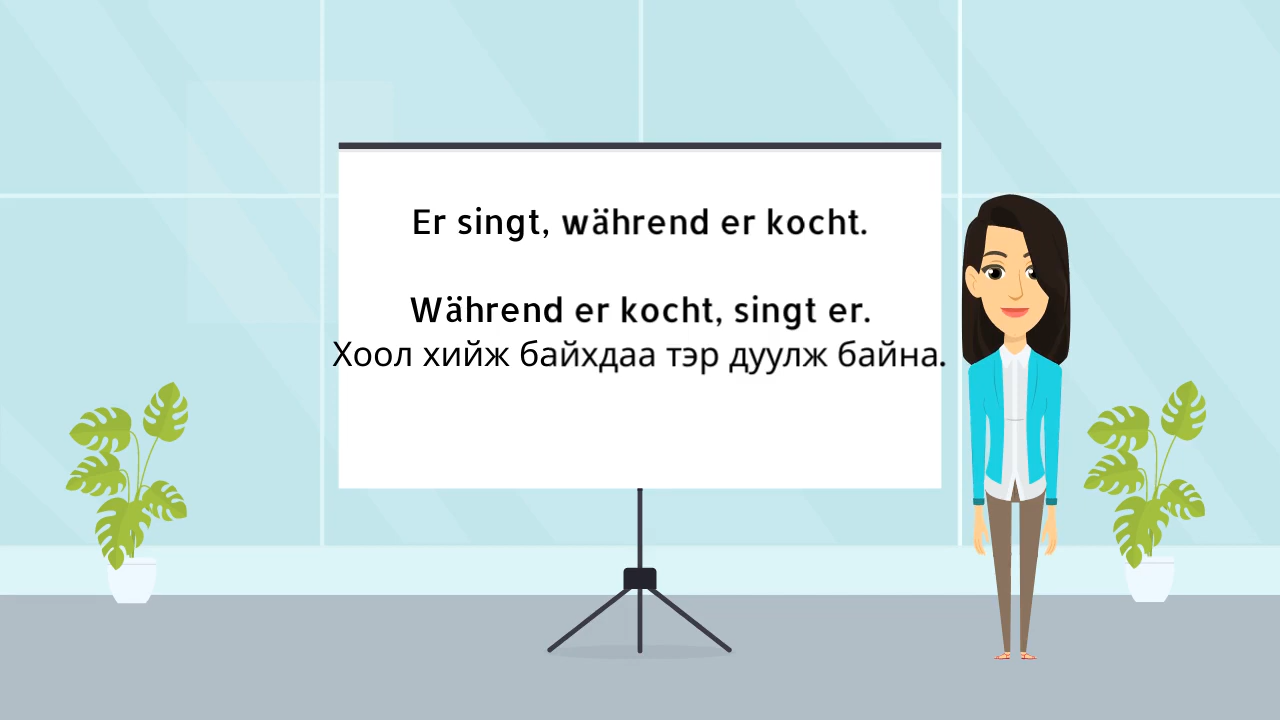 Er singt, während er kocht.
Während er kocht, singt er.
Хоол хийж байхдаа тэр дуулж байна.